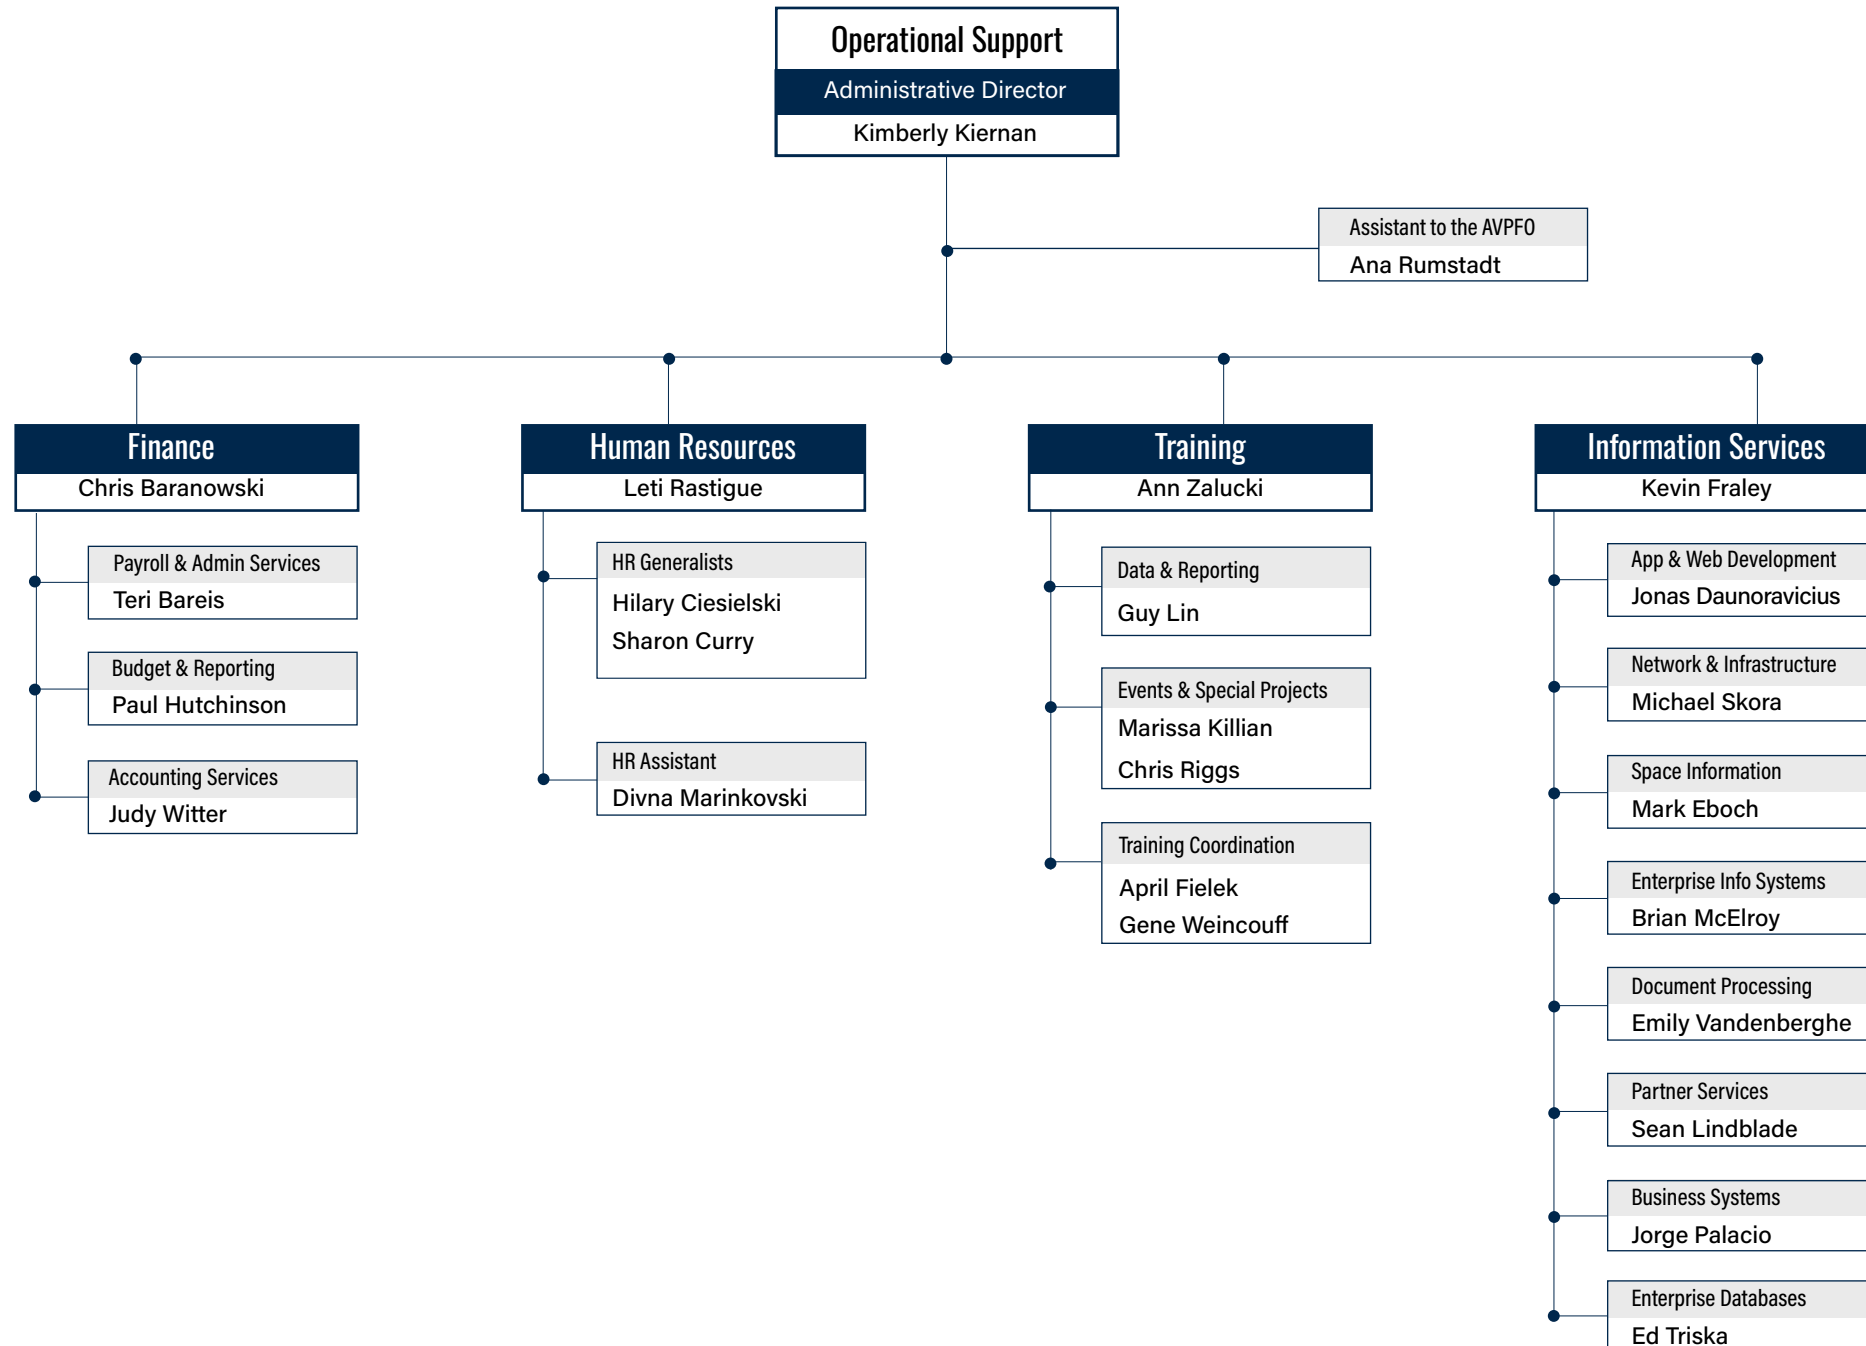 Operational Support
Administrative Director
Kimberly Kiernan
Assistant to the AVPFO
Ana Rumstadt
Finance
Chris Baranowski
Payroll & Admin Services
Teri Bareis
Budget & Reporting
Paul Hutchinson
Accounting Services
Judy Witter
Human Resources
Leti Rastigue
HR Generalists
Hilary Ciesielski
Sharon Curry
HR Assistant
Divna Marinkovski
Training
Ann Zalucki
Data & Reporting
Guy Lin
Events & Special Projects
Marissa Killian
Chris Riggs
Training Coordination
April Fielek
Gene Weincouff
Information Services
Kevin Fraley
App & Web Development
Jonas Daunoravicius
Network & Infrastructure
Michael Skora
Space Information
Mark Eboch
Enterprise Info Systems
Brian McElroy
Document Processing
Emily Vandenberghe
Partner Services
Sean Lindblade
Business Systems
Jorge Palacio
Enterprise Databases
Ed Triska